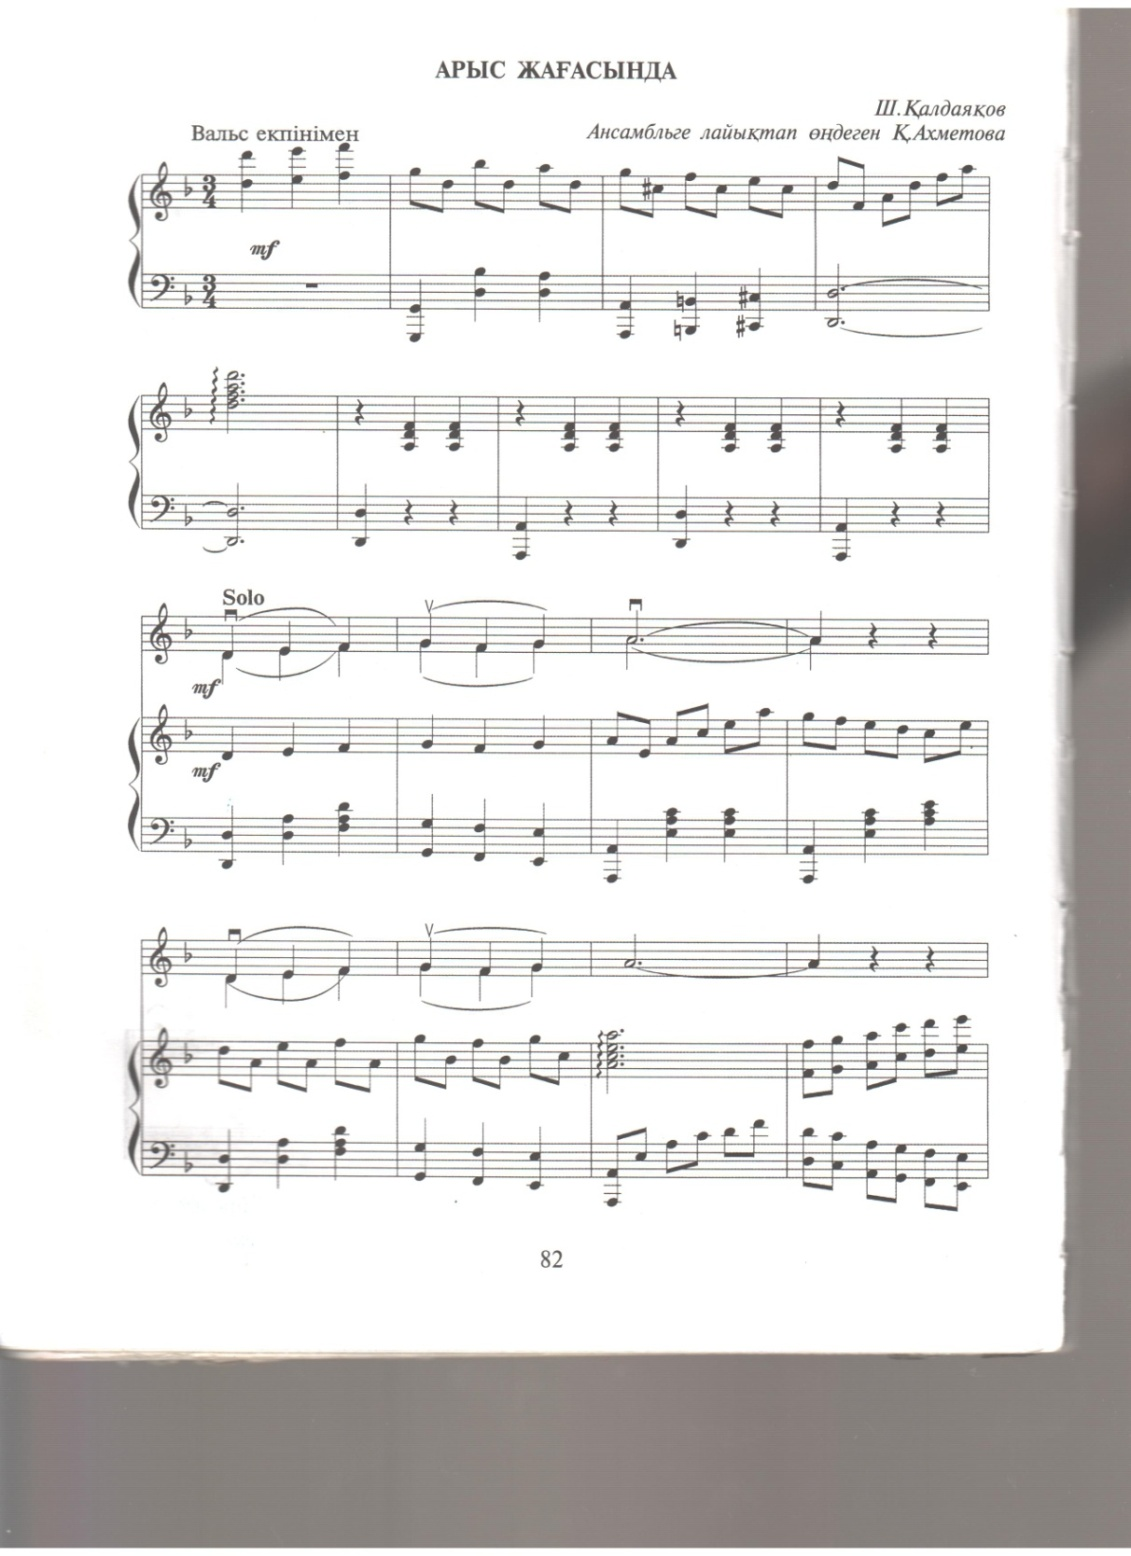 АРЫС ЖАҒАСЫНДА
Ш.Қалдаяқов
Вальс екпінімен
Ансамбльге лайықтап өңдеген Қ.Ахметова
mf
Solo
mf
mf
82